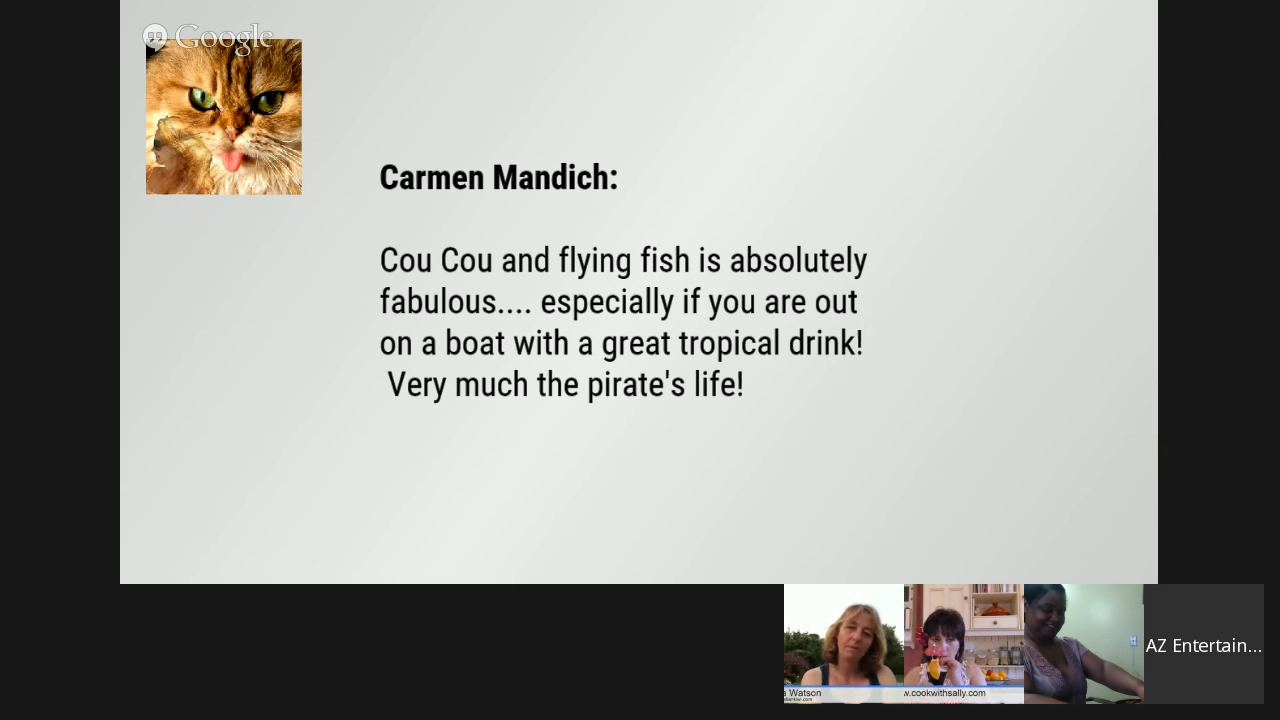 Google
Carmen Mandich:
Cou Cou and flying fish is absolutely
fabulous.... especially if you are out
on a boat with a great tropical drink!
Very much the pirate's life!
AZ Entertain...
Watson
w.cookwithsally.com